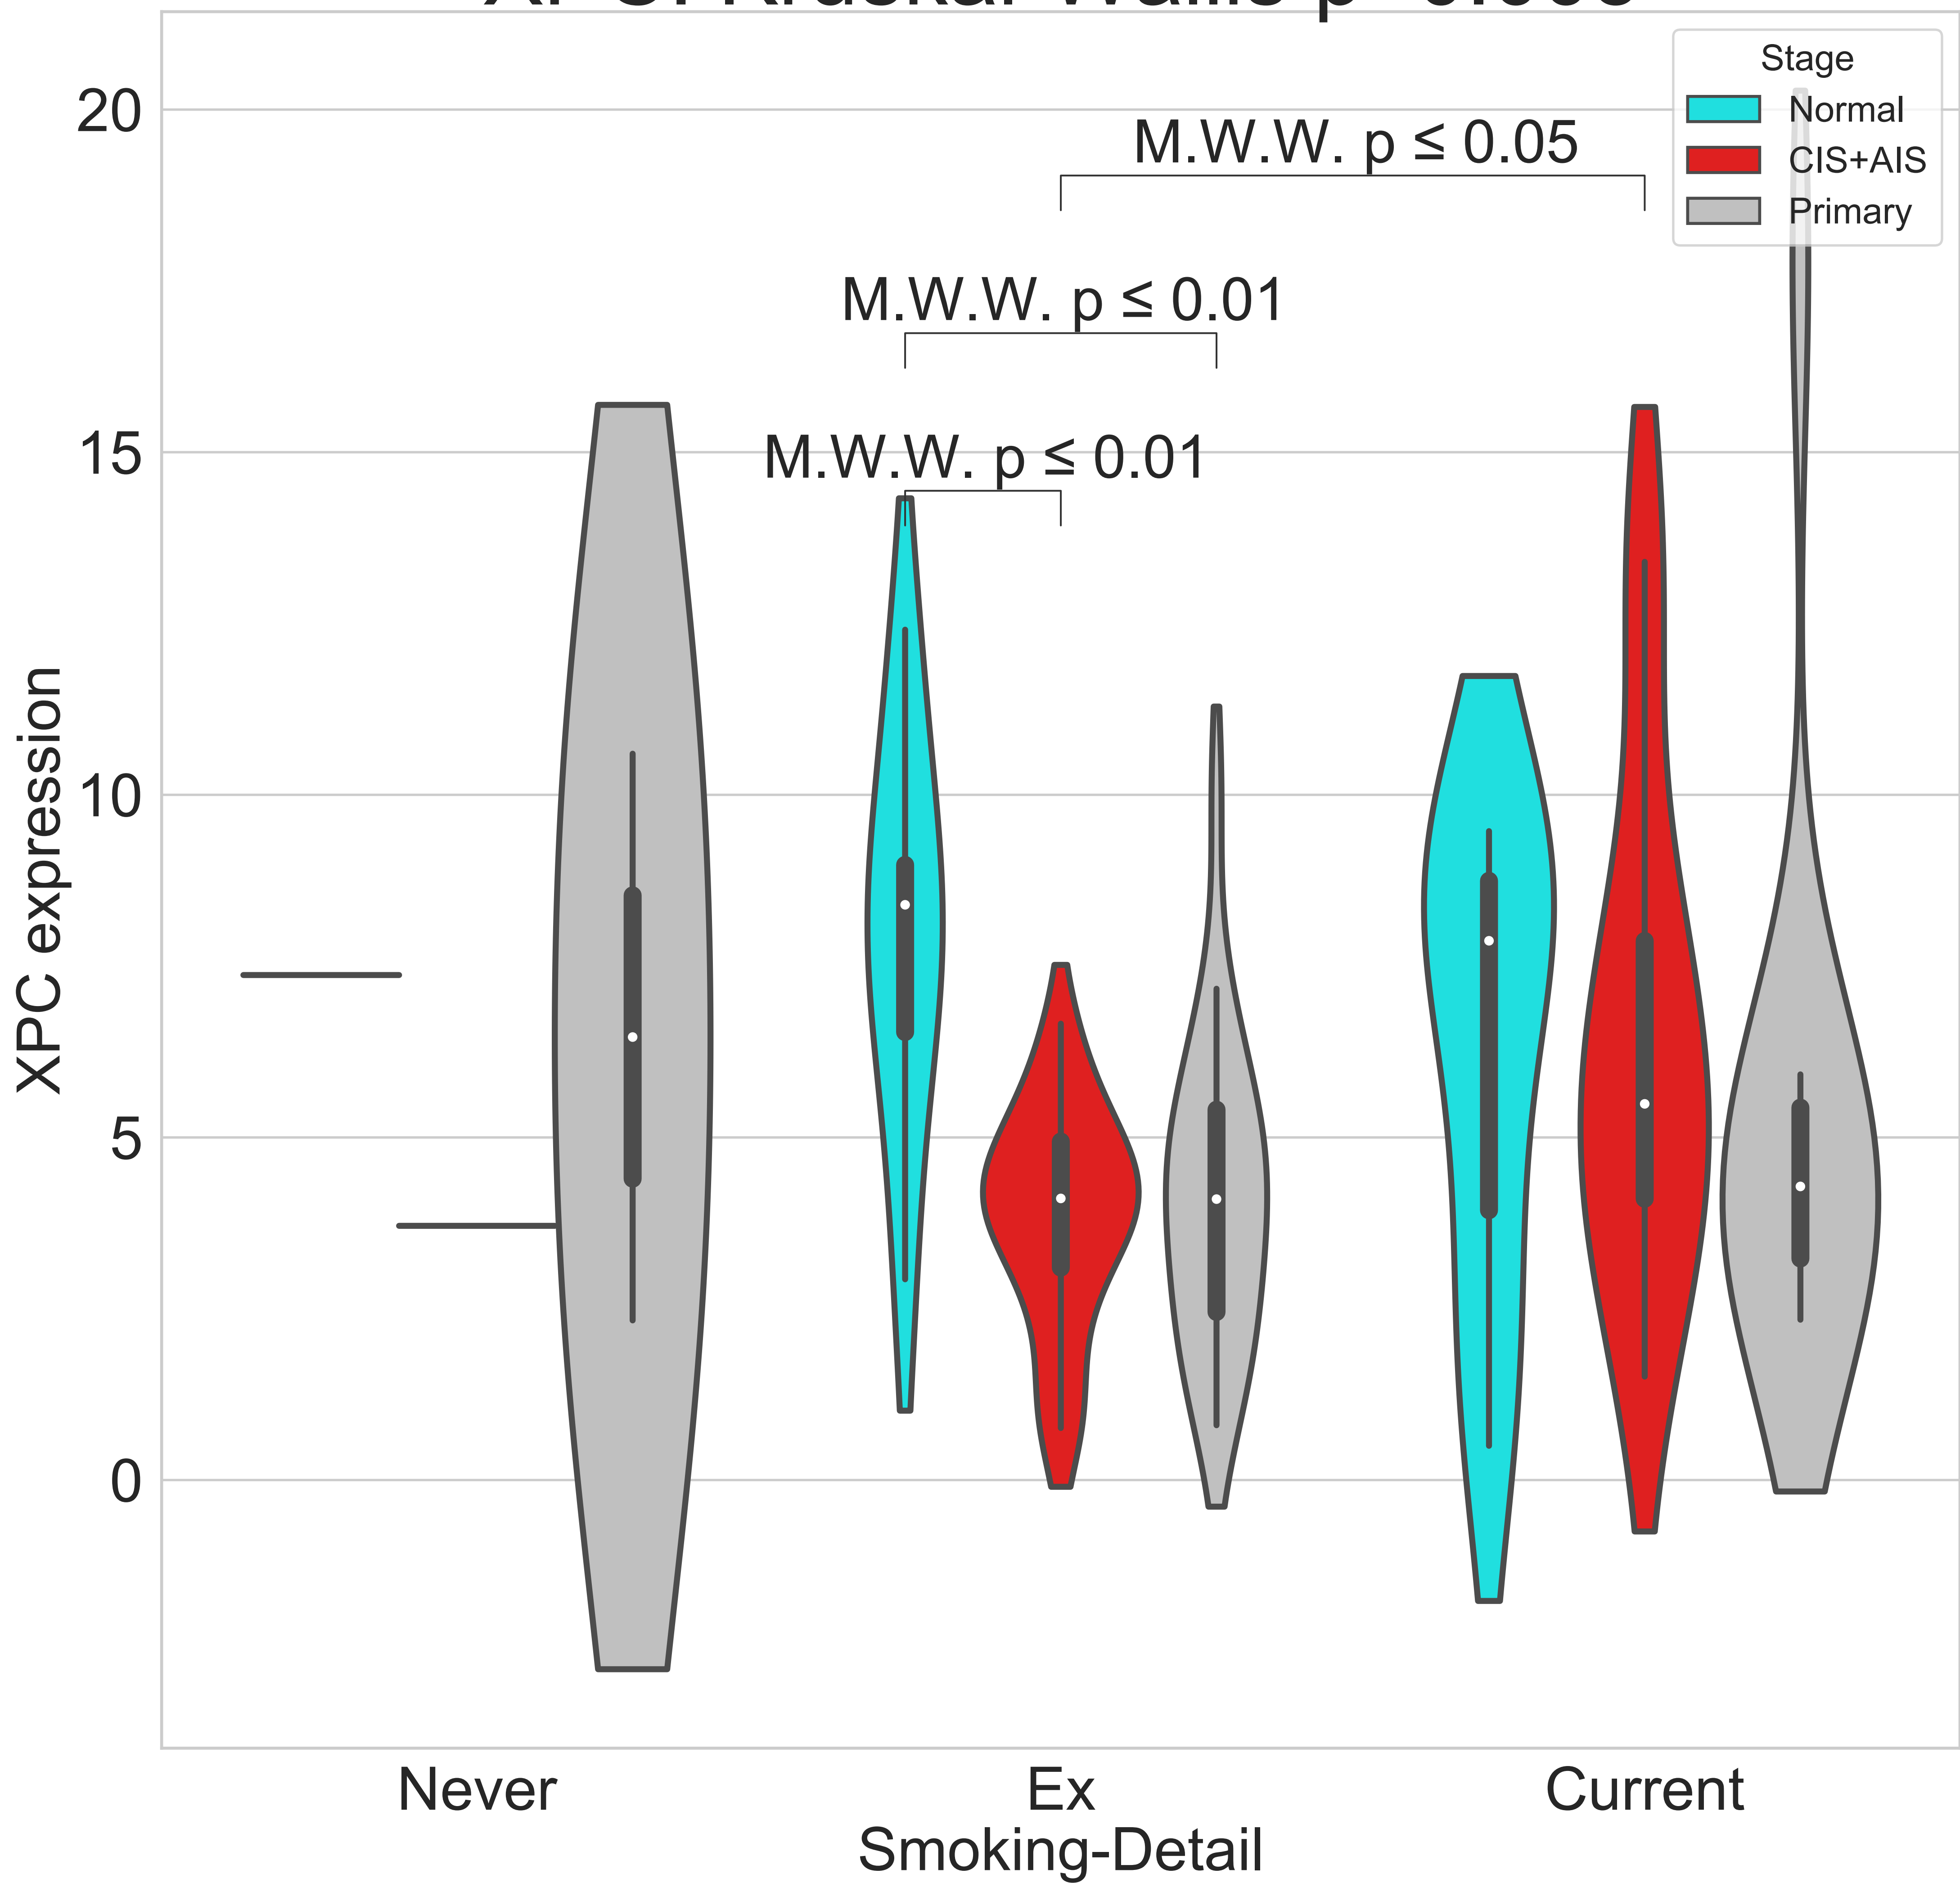 Stage
Normal
CIS+AIS
Primary
M.W.W. p ≤ 0.05
M.W.W. p ≤ 0.01
M.W.W. p ≤ 0.01
20
15
10
5
0
XPC expression
Never
Ex
Current
Smoking-Detail